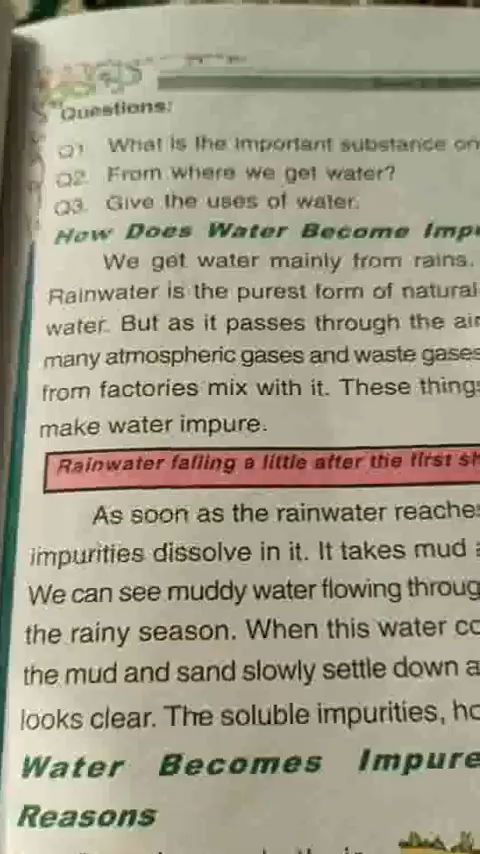 Questions:
Q1. What is the important substance on
Q2. From where we get water?
Q3. Give the uses of water.
How Does Water Become Imp
We get water mainly from rains.
Rainwater is the purest form of natural
water. But as it passes through the air
many atmospheric gases and waste gases
from factories mix with it. These things
make water impure.
Rainwater falling a little after the first sh
As soon as the rainwater reaches
impurities dissolve in it. It takes mud
We can see muddy water flowing throug
the rainy season. When this water co
the mud and sand slowly settle down a
looks clear. The soluble impurities, ho
Water Becomes Impure
Reasons